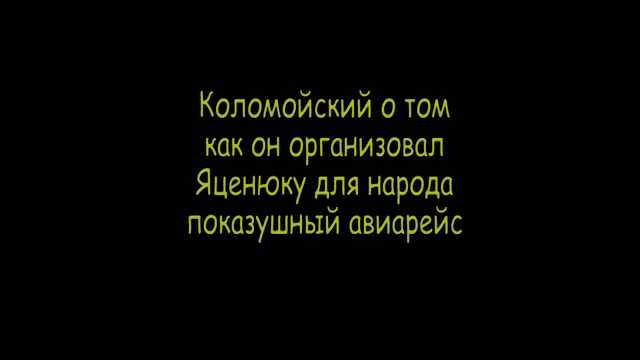 Коломойский о том
как он организовал
Яценюку для народа
показушный авиарейс